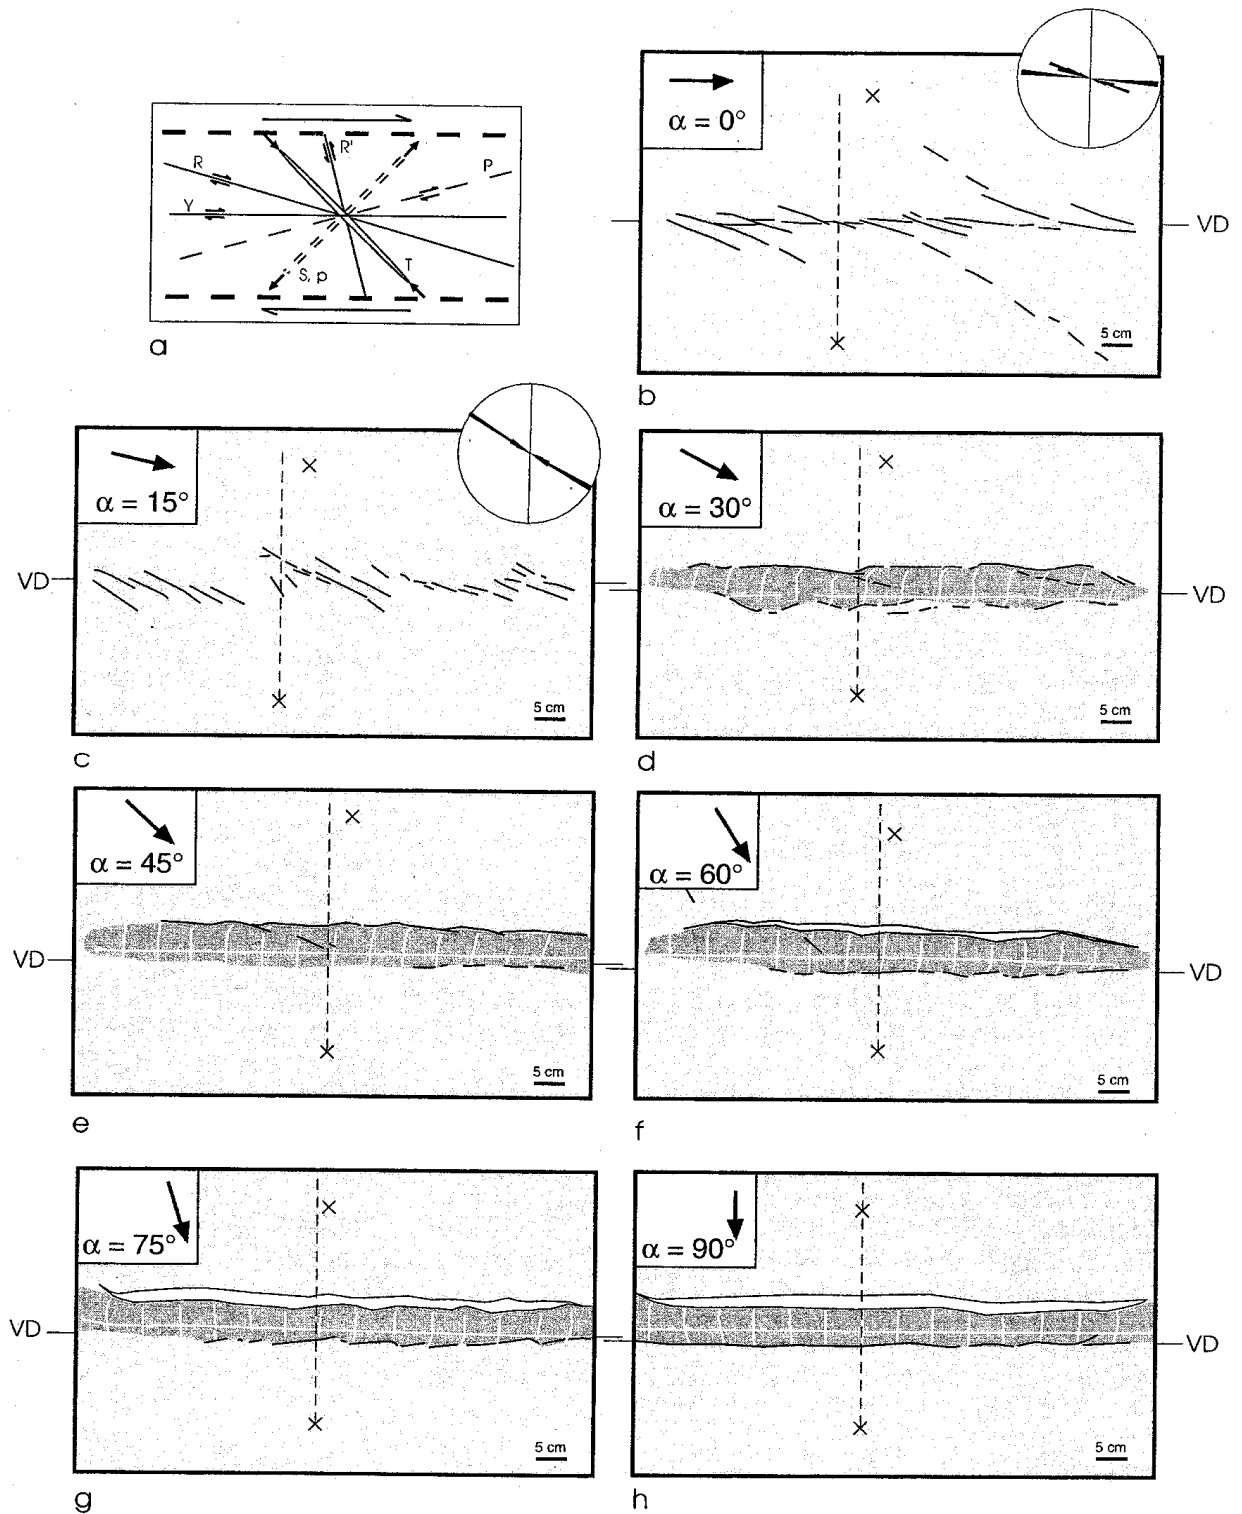 R
R'
P
Y
S, p
T
a
α = 0°
VD
5 cm
b
α = 15°
VD
5 cm
c
α = 30°
VD
5 cm
d
α = 45°
VD
5 cm
e
α = 60°
VD
5 cm
f
α = 75°
VD
5 cm
g
α = 90°
VD
5 cm
h